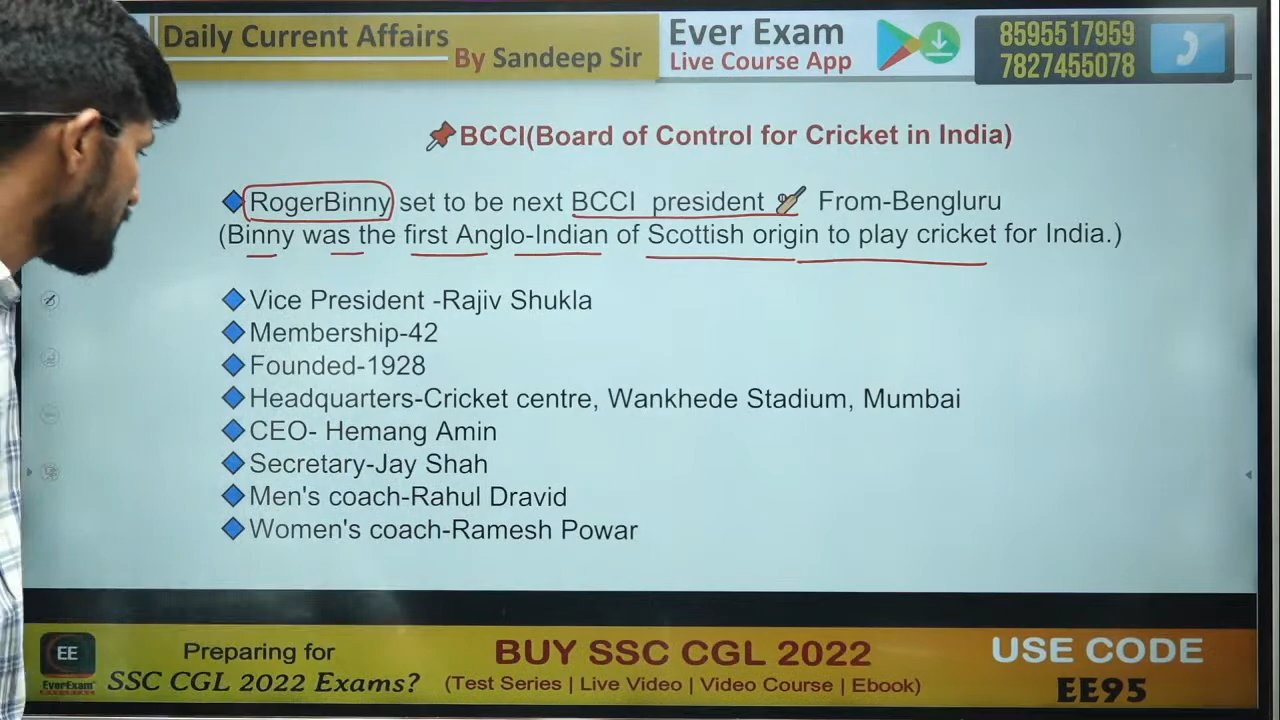 Daily Current Affairs
By Sandeep Sir
Ever Exam
Live Course App
8595517959
7827455078
BCCI(Board of Control for Cricket in India)
RogerBinny set to be next BCCI president From-Bengluru
(Binny was the first Anglo-Indian of Scottish origin to play cricket for India.)
Vice President -Rajiv Shukla
Membership-42
Founded-1928
Headquarters-Cricket centre, Wankhede Stadium, Mumbai
CEO- Hemang Amin
Secretary-Jay Shah
Men's coach-Rahul Dravid
Women's coach-Ramesh Powar
EE
EverExam
Preparing for
SSC CGL 2022 Exams?
BUY SSC CGL 2022
(Test Series | Live Video | Video Course | Ebook)
USE CODE
EE95